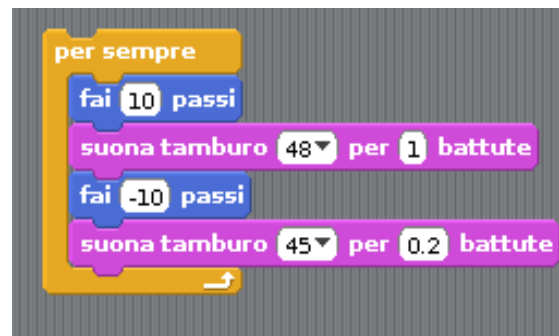 per sempre
fai 10 passi
suona tamburo 48 per 1 battute
fai -10 passi
suona tamburo 45 per 0.2 battute